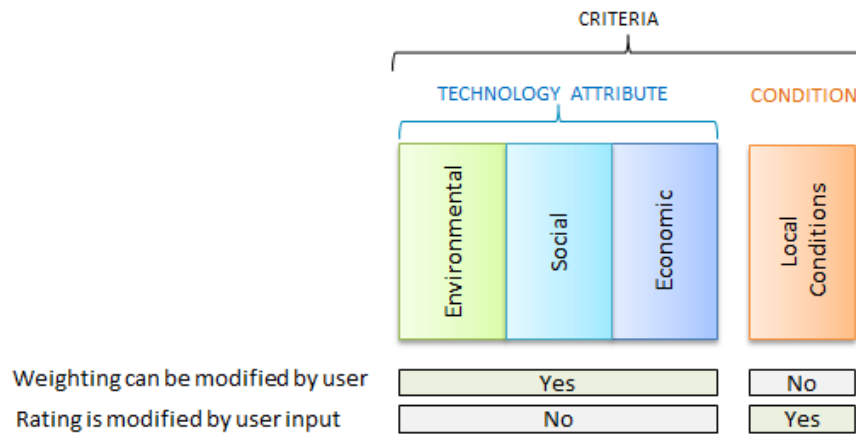 CRITERIA
TECHNOLOGY ATTRIBUTE
CONDITION
Environmental
Social
Economic
Local
Conditions
Weighting can be modified by user Yes No
Rating is modified by user input No Yes